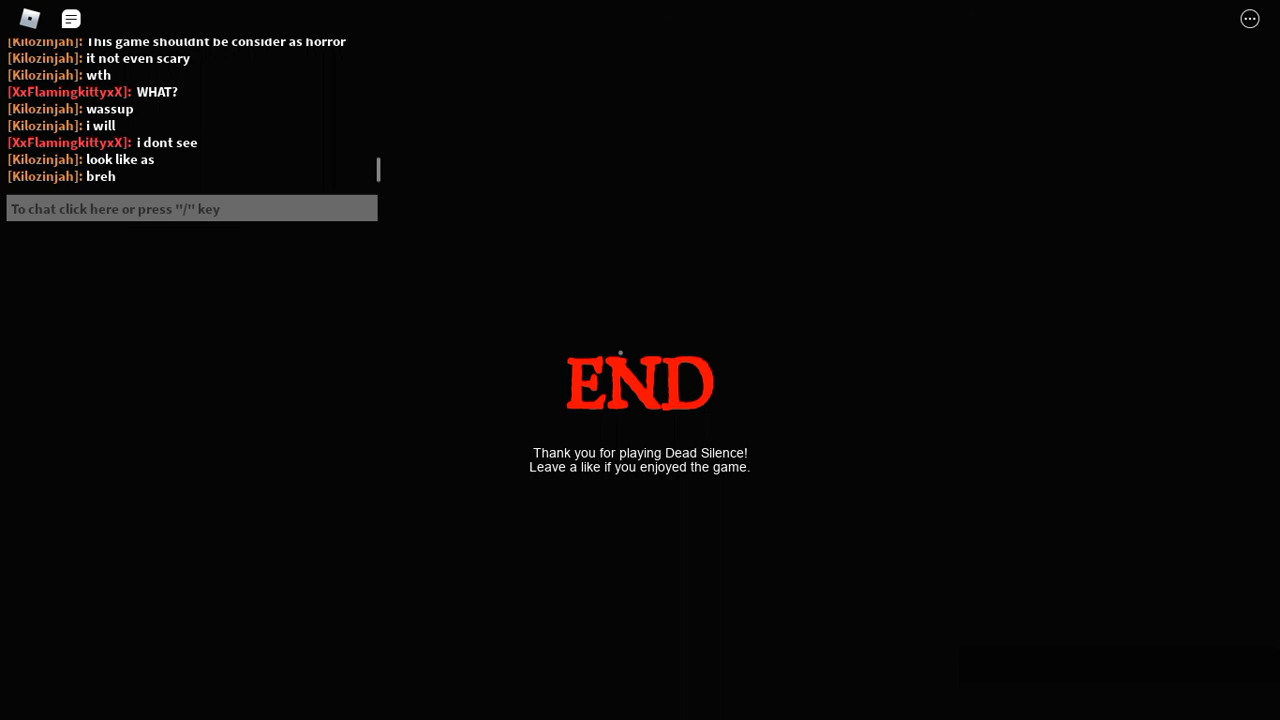 [Kilozinjah]: This game shouldnt be consider as horror
[Kilozinjah]: it not even scary
[Kilozinjah]: wth
[XxFlamingkittyxX]: WHAT?
[Kilozinjah]: wassup
[Kilozinjah]: i will
[XxFlamingkittyxX]: i dont see
[Kilozinjah]: look like as
[Kilozinjah]: breh
To chat click here or press "/" key
END
Thank you for playing Dead Silence!
Leave a like if you enjoyed the game.